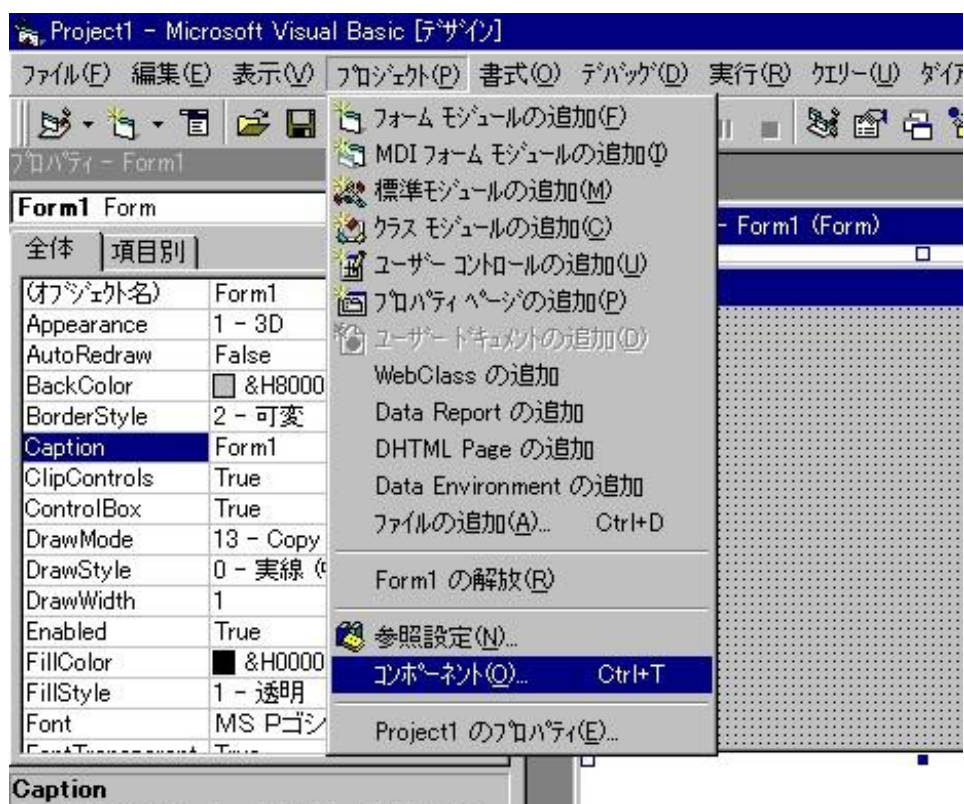 Project1 - Microsoft Visual Basic [ﾃﾞｻﾞｲﾝ]
ﾌｧｲﾙ(F) 編集(E) 表示(V) ﾌﾟﾛｼﾞｪｸﾄ(P) 書式(O) ﾃﾞﾊﾞｯｸﾞ(D) 実行(R) ｸｴﾘｰ(U) ﾀﾞｲｱ
ﾌﾟﾛﾊﾟﾃｨ - Form1
Form1 Form
全体 項目別
(ｵﾌﾞｼﾞｪｸﾄ名) Form1
Appearance 1 - 3D
AutoRedraw False
BackColor &H8000
BorderStyle 2 - 可変
Caption Form1
ClipControls True
ControlBox True
DrawMode 13 - Copy
DrawStyle 0 - 実線
DrawWidth 1
Enabled True
FillColor &H0000
FillStyle 1 - 透明
Font MS Pゴシ
FontTransparent True
Caption
ﾌｫｰﾑ ﾓｼﾞｭｰﾙの追加(F)
MDI ﾌｫｰﾑ ﾓｼﾞｭｰﾙの追加(I)
標準ﾓｼﾞｭｰﾙの追加(M)
ｸﾗｽ ﾓｼﾞｭｰﾙの追加(C)
ﾕｰｻﾞｰ ｺﾝﾄﾛｰﾙの追加(U)
ﾌﾟﾛﾊﾟﾃｨ ﾍﾟｰｼﾞの追加(P)
ﾕｰｻﾞｰ ﾄﾞｷｭﾒﾝﾄの追加(D)
WebClass の追加
Data Report の追加
DHTML Page の追加
Data Environment の追加
ﾌｧｲﾙの追加(A)... Ctrl+D
Form1 の解放(R)
参照設定(N)...
ｺﾝﾎﾟｰﾈﾝﾄ(O)... Ctrl+T
Project1 のﾌﾟﾛﾊﾟﾃｨ(E)...
- Form1 (Form)